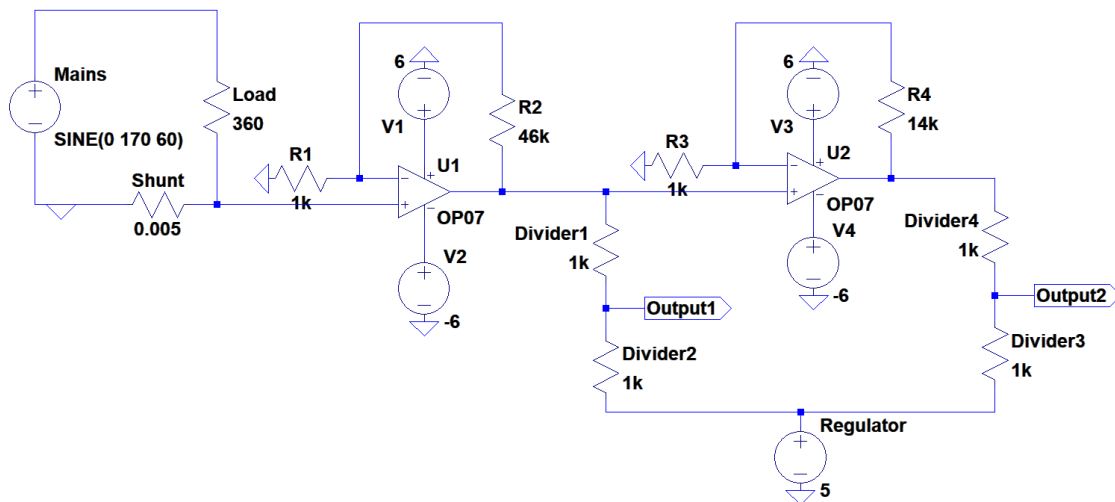 Mains
SINE(0 170 60)
Load
360
Shunt
0.005
R1
1k
6
V1
R2
46k
U1
OP07
V2
-6
Divider1
1k
Output1
Divider2
1k
R3
1k
6
V3
R4
14k
U2
OP07
V4
-6
Divider4
1k
Output2
Divider3
1k
Regulator
5